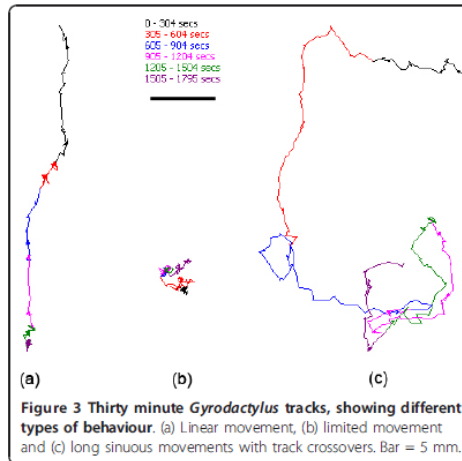 0 - 304 secs
305 - 604 secs
605 - 904 secs
905 - 1204 secs
1205 - 1504 secs
1505 - 1795 secs
(a) (b) (c)
Figure 3 Thirty minute Gyrodactylus tracks, showing different
types of behaviour. (a) Linear movement, (b) limited movement
and (c) long sinuous movements with track crossovers. Bar = 5 mm.